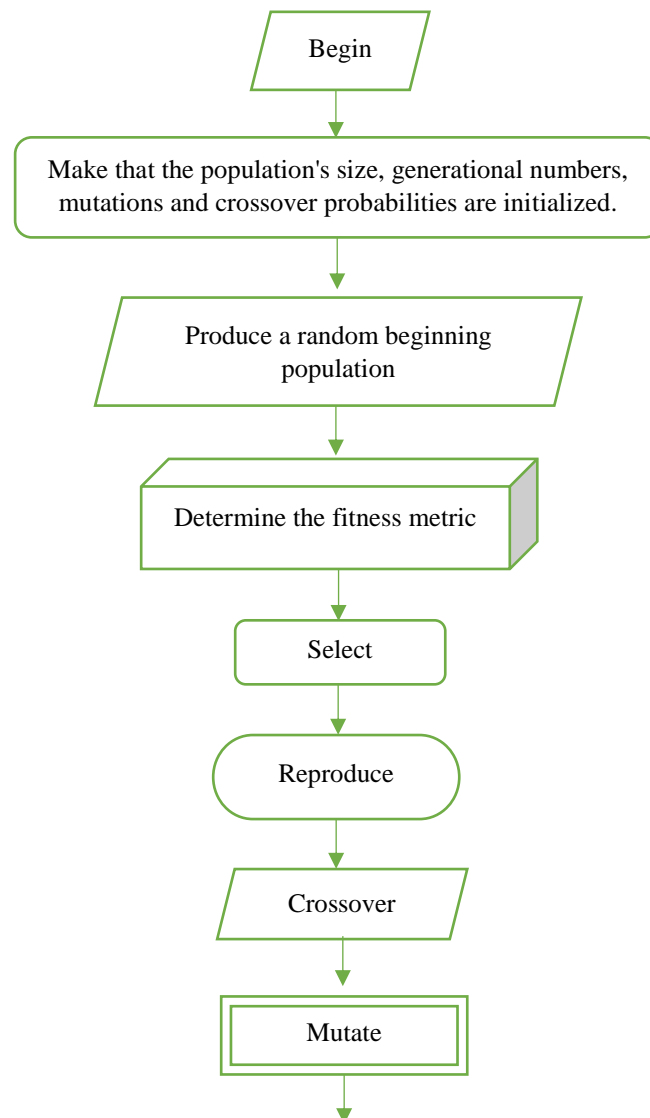 Begin
Make that the population's size, generational numbers,
mutations and crossover probabilities are initialized.
Produce a random beginning
population
Determine the fitness metric
Select
Reproduce
Crossover
Mutate